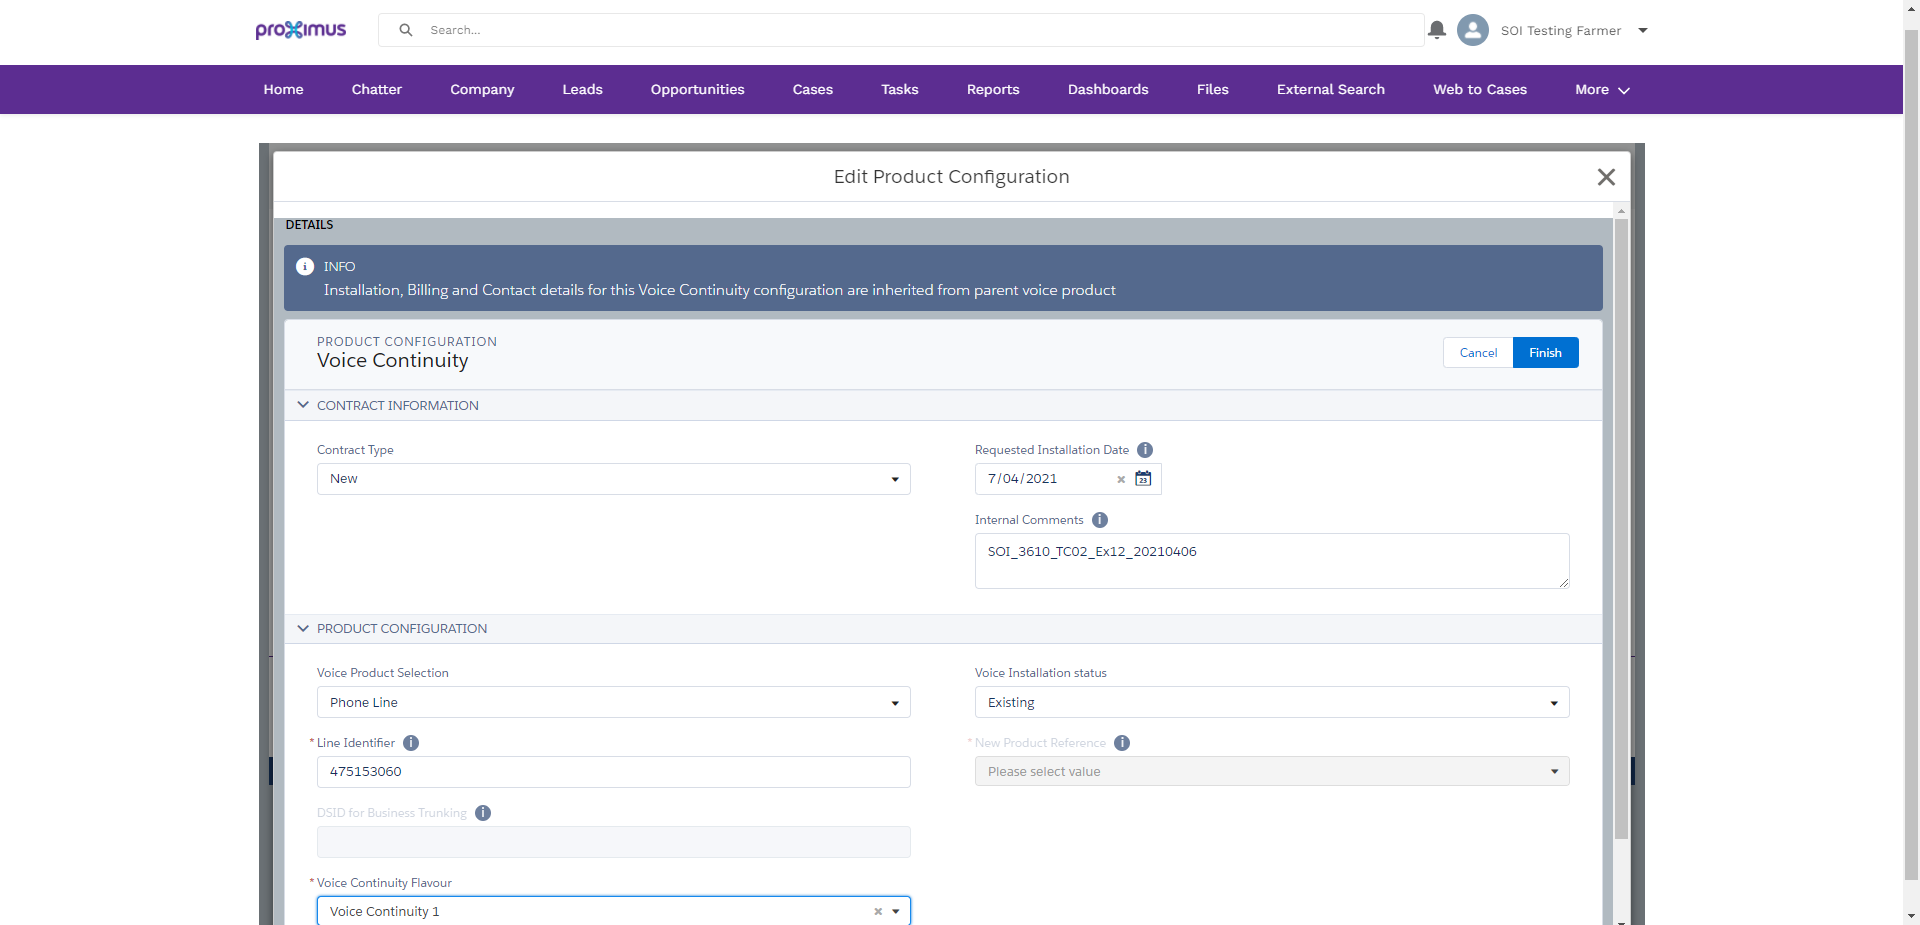 proximus
Search...
SOI Testing Farmer
Home Chatter Company Leads Opportunities Cases Tasks Reports Dashboards Files External Search Web to Cases More
Edit Product Configuration
DETAILS
INFO
Installation, Billing and Contact details for this Voice Continuity configuration are inherited from parent voice product
PRODUCT CONFIGURATION
Voice Continuity
Cancel Finish
CONTRACT INFORMATION
Contract Type
New
Requested Installation Date
7/04/2021
23
Internal Comments
SOI_3610_TC02_Ex12_20210406
PRODUCT CONFIGURATION
Voice Product Selection
Phone Line
Voice Installation status
Existing
* Line Identifier
475153060
* New Product Reference
Please select value
DSID for Business Trunking
* Voice Continuity Flavour
Voice Continuity 1